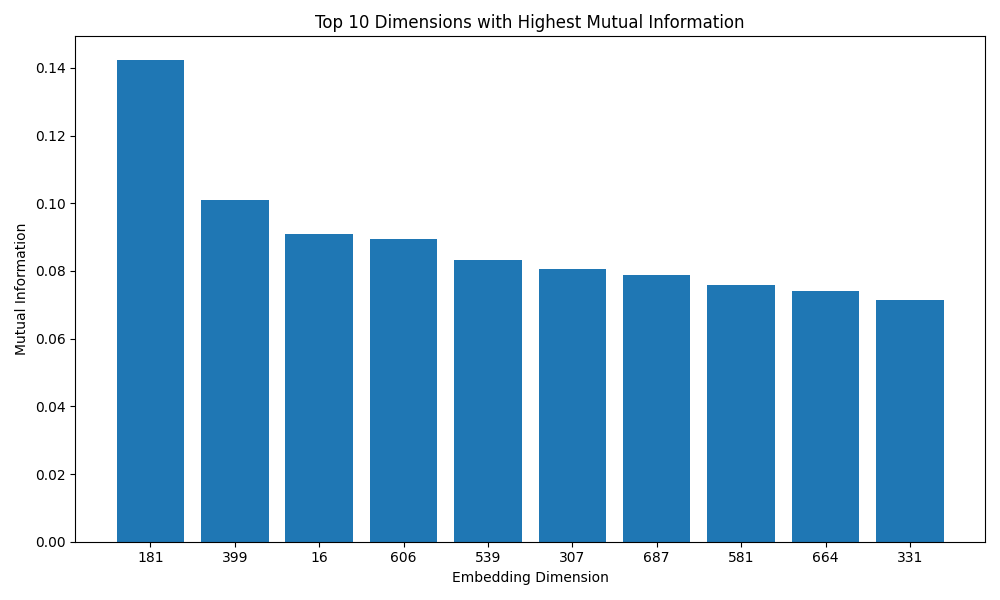 Top 10 Dimensions with Highest Mutual Information
0.14
0.12
0.10
0.08
0.06
0.04
0.02
0.00
Mutual Information
181 399 16 606 539 307 687 581 664 331
Embedding Dimension